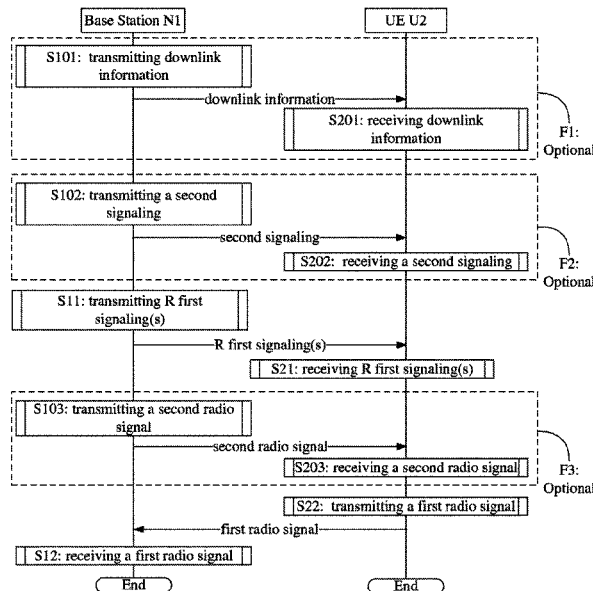 Base Station N1
UE U2
S101: transmitting downlink
information
downlink information
S201: receiving downlink
information
F1:
Optional
S102: transmitting a second
signaling
second signaling
S202: receiving a second signaling
F2:
Optional
S11: transmitting R first
signaling(s)
R first signaling(s)
S21: receiving R first signaling(s)
S103: transmitting a second radio
signal
second radio signal
S203: receiving a second radio signal
F3:
Optional
S22: transmitting a first radio signal
first radio signal
S12: receiving a first radio signal
End
End